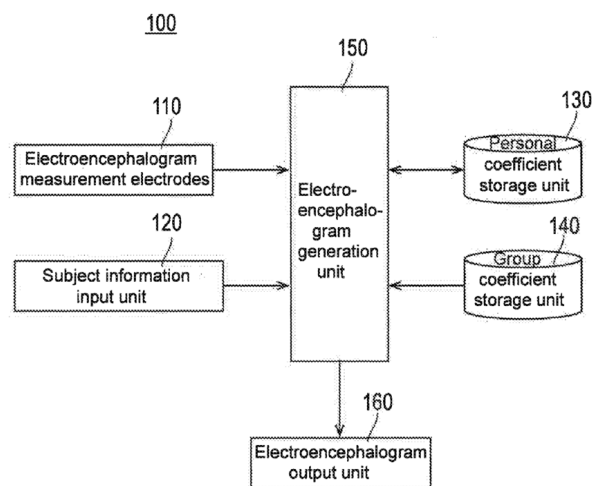 100
150
110
130
Electroencephalogram
measurement electrodes
Personal
coefficient
storage unit
Electro-
encephalo-
gram
generation
unit
120
140
Subject information
input unit
Group
coefficient
storage unit
160
Electroencephalogram
output unit